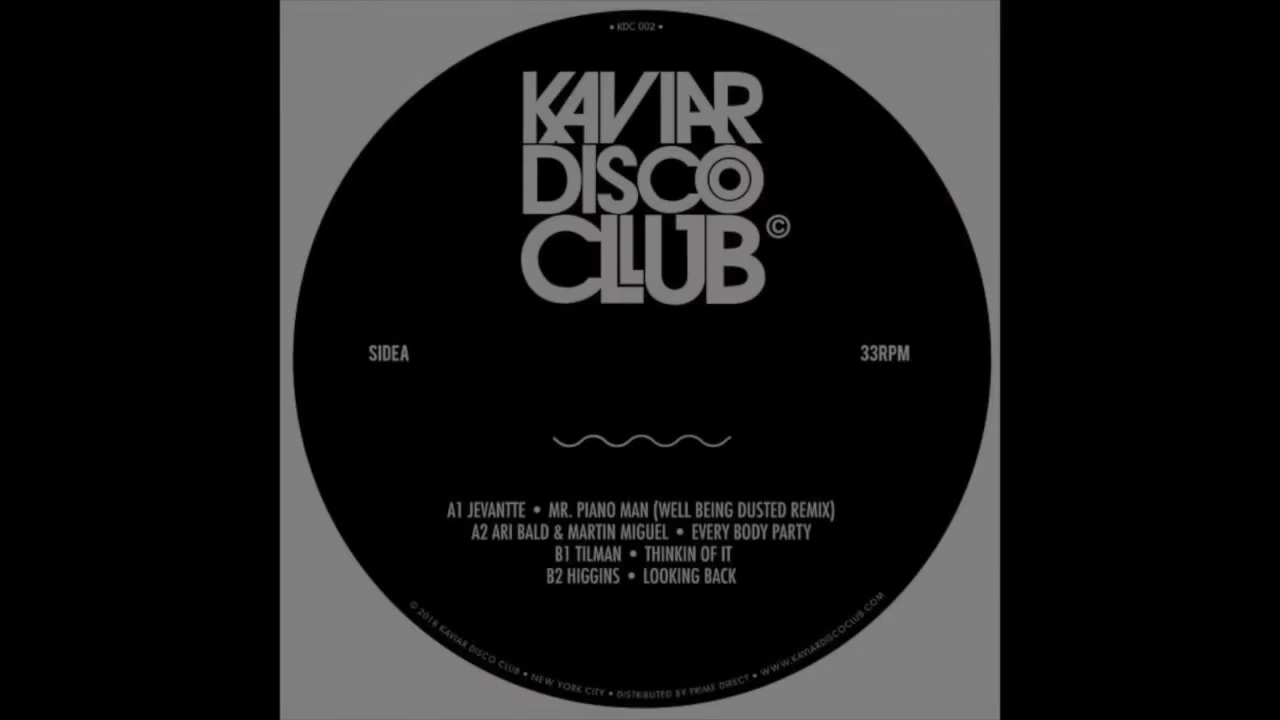 • KDC 002 •
KAVIAR
DISCO
CLUB ©
SIDEA
33RPM
A1 JEVANTTE • MR. PIANO MAN (WELL BEING DUSTED REMIX)
A2 ARI BALD & MARTIN MIGUEL • EVERY BODY PARTY
B1 TILMAN • THINKIN OF IT
B2 HIGGINS • LOOKING BACK
© 2016 KAVIAR DISCO CLUB • NEW YORK CITY • DISTRIBUTED BY PRIME DIRECT • WWW.KAVIARDISCOCLUB.COM